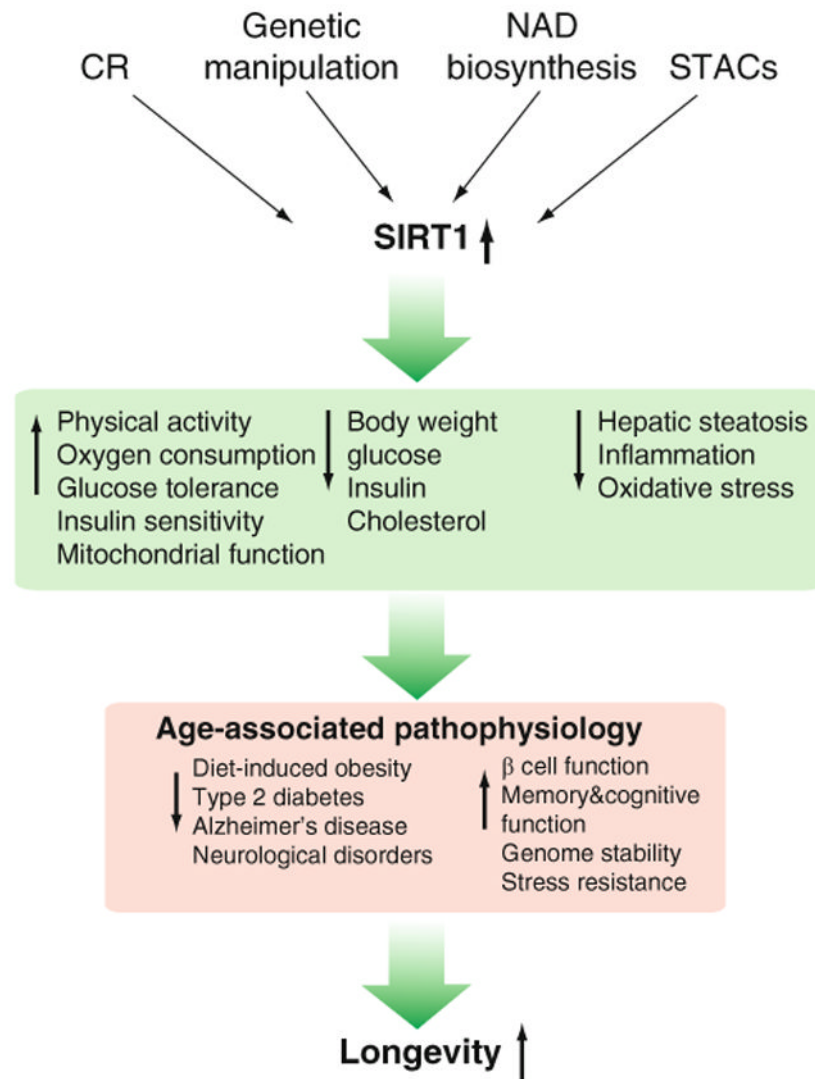 CR
Genetic
manipulation
NAD
biosynthesis
STACs
SIRT1
Physical activity
Oxygen consumption
Glucose tolerance
Insulin sensitivity
Mitochondrial function
Body weight
glucose
Insulin
Cholesterol
Hepatic steatosis
Inflammation
Oxidative stress
Age-associated pathophysiology
Diet-induced obesity
Type 2 diabetes
Alzheimer's disease
Neurological disorders
β cell function
Memory&cognitive
function
Genome stability
Stress resistance
Longevity